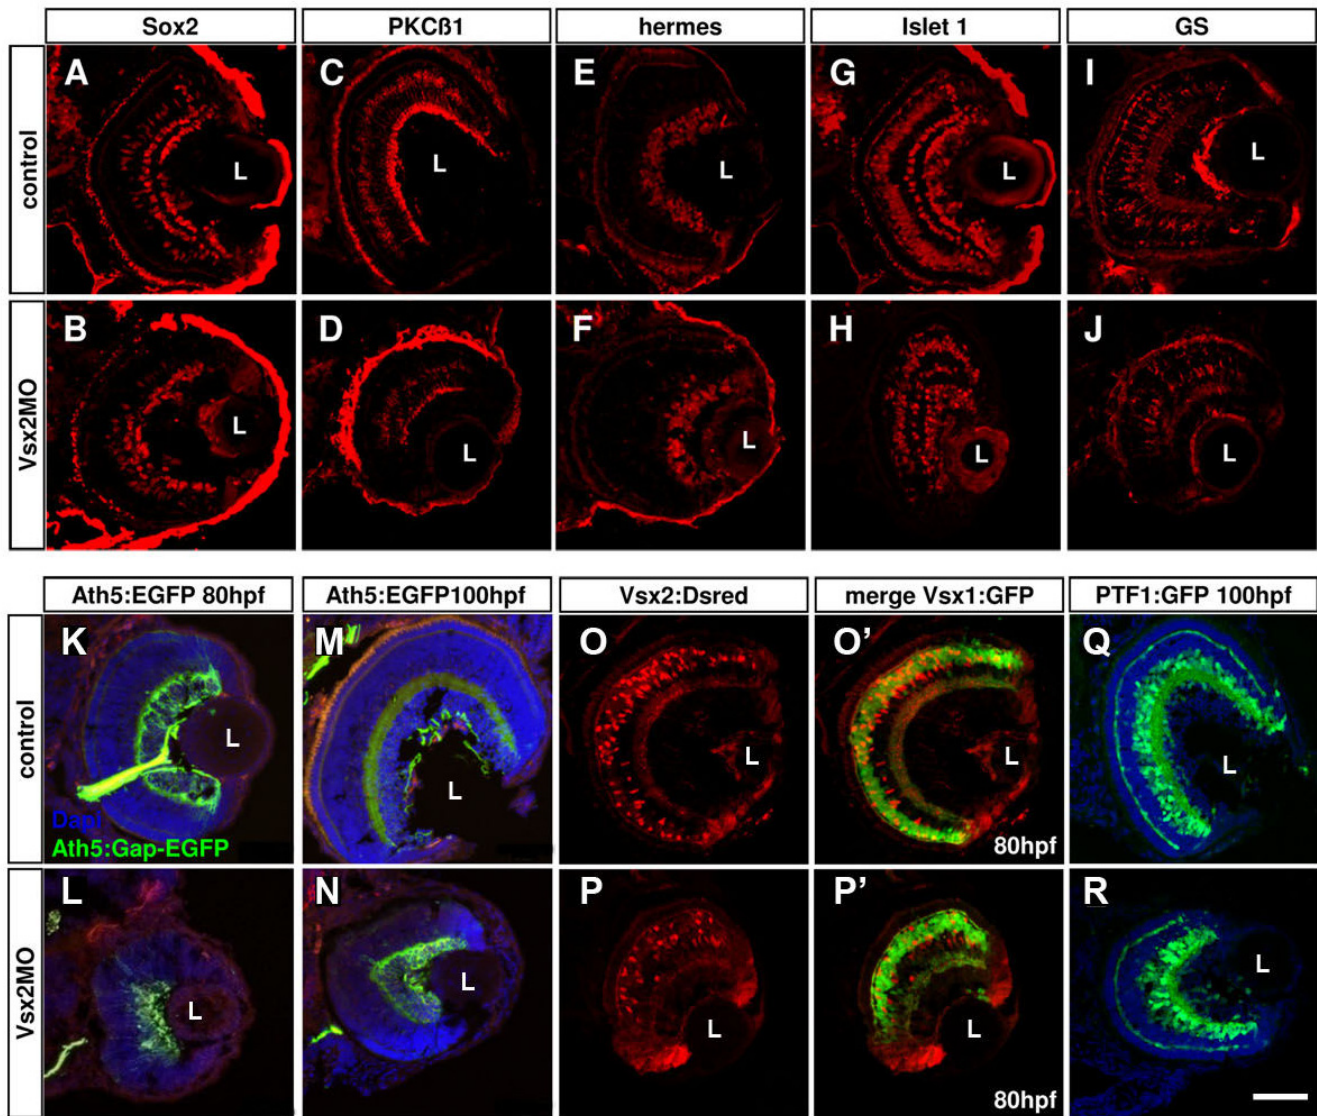 Sox2 PKCß1 hermes Islet 1 GS
control
A C E G I
L L L L L
Vsx2MO
B D F H J
L L L L L
Ath5:EGFP 80hpf Ath5:EGFP100hpf Vsx2:Dsred merge Vsx1:GFP PTF1:GFP 100hpf
control
K M O O’ Q
L L L L L
Dapi
Ath5:Gap-EGFP
80hpf
Vsx2MO
L N P P’ R
L L L L L
80hpf